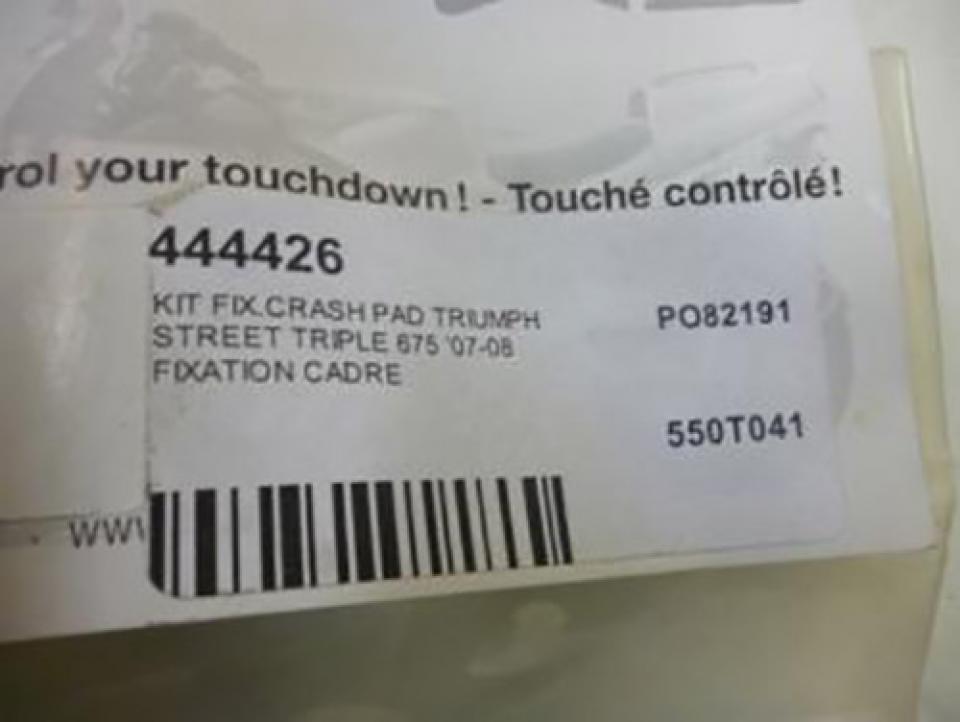 rol your touchdown! - Touché contrôlé!
444426
KIT FIX.CRASH PAD TRIUMPH
STREET TRIPLE 675 '07-08
FIXATION CADRE
PO82191
550T041
WWW